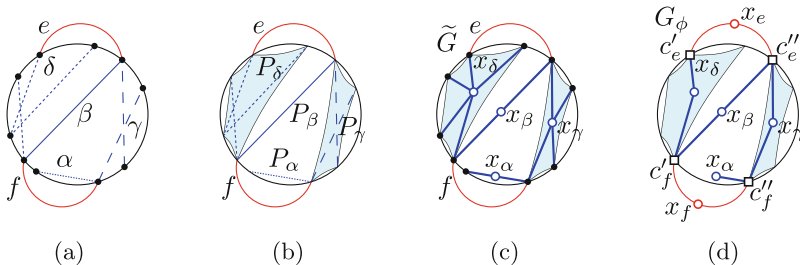 e δ β γ α f
(a)
e P_δ P_β P_γ P_α f
(b)
G̃ e x_δ x_β x_γ x_α f
(c)
G_ϕ x_e c'_e c''_e x_δ x_β x_γ x_α c'_f c''_f x_f
(d)